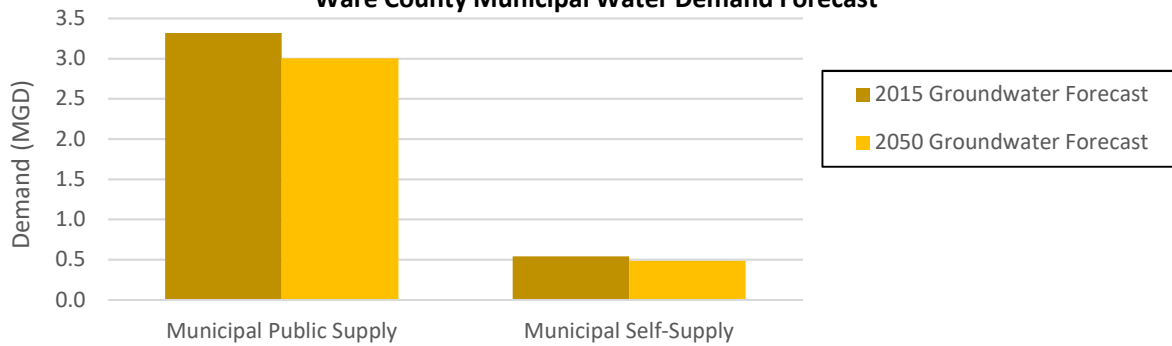 Ware County Municipal Water Demand Forecast
3.5
3.0
2.5
2.0
1.5
1.0
0.5
0.0
Demand (MGD)
Municipal Public Supply
Municipal Self-Supply
2015 Groundwater Forecast
2050 Groundwater Forecast